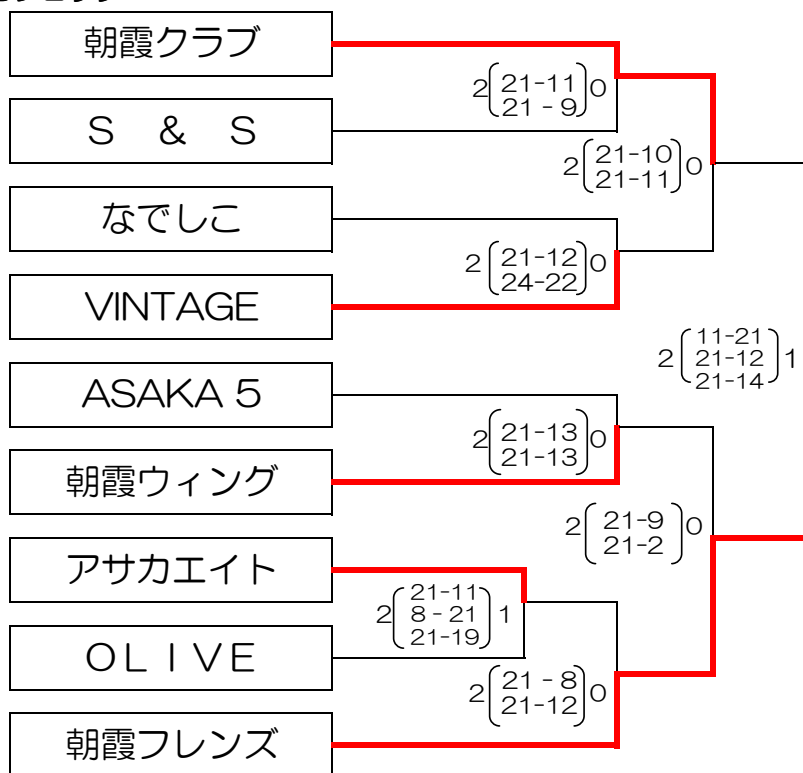 朝霞クラブ
2 21-11 0
21 - 9
S & S
2 21-10 0
21-11
なでしこ
2 21-12 0
24-22
VINTAGE
11-21
2 21-12 1
21-14
ASAKA 5
2 21-13 0
21-13
朝霞ウィング
2 21-9 0
21-2
アサカエイト
21-11
2 8 - 21 1
21-19
OLIVE
2 21 - 8 0
21-12
朝霞フレンズ